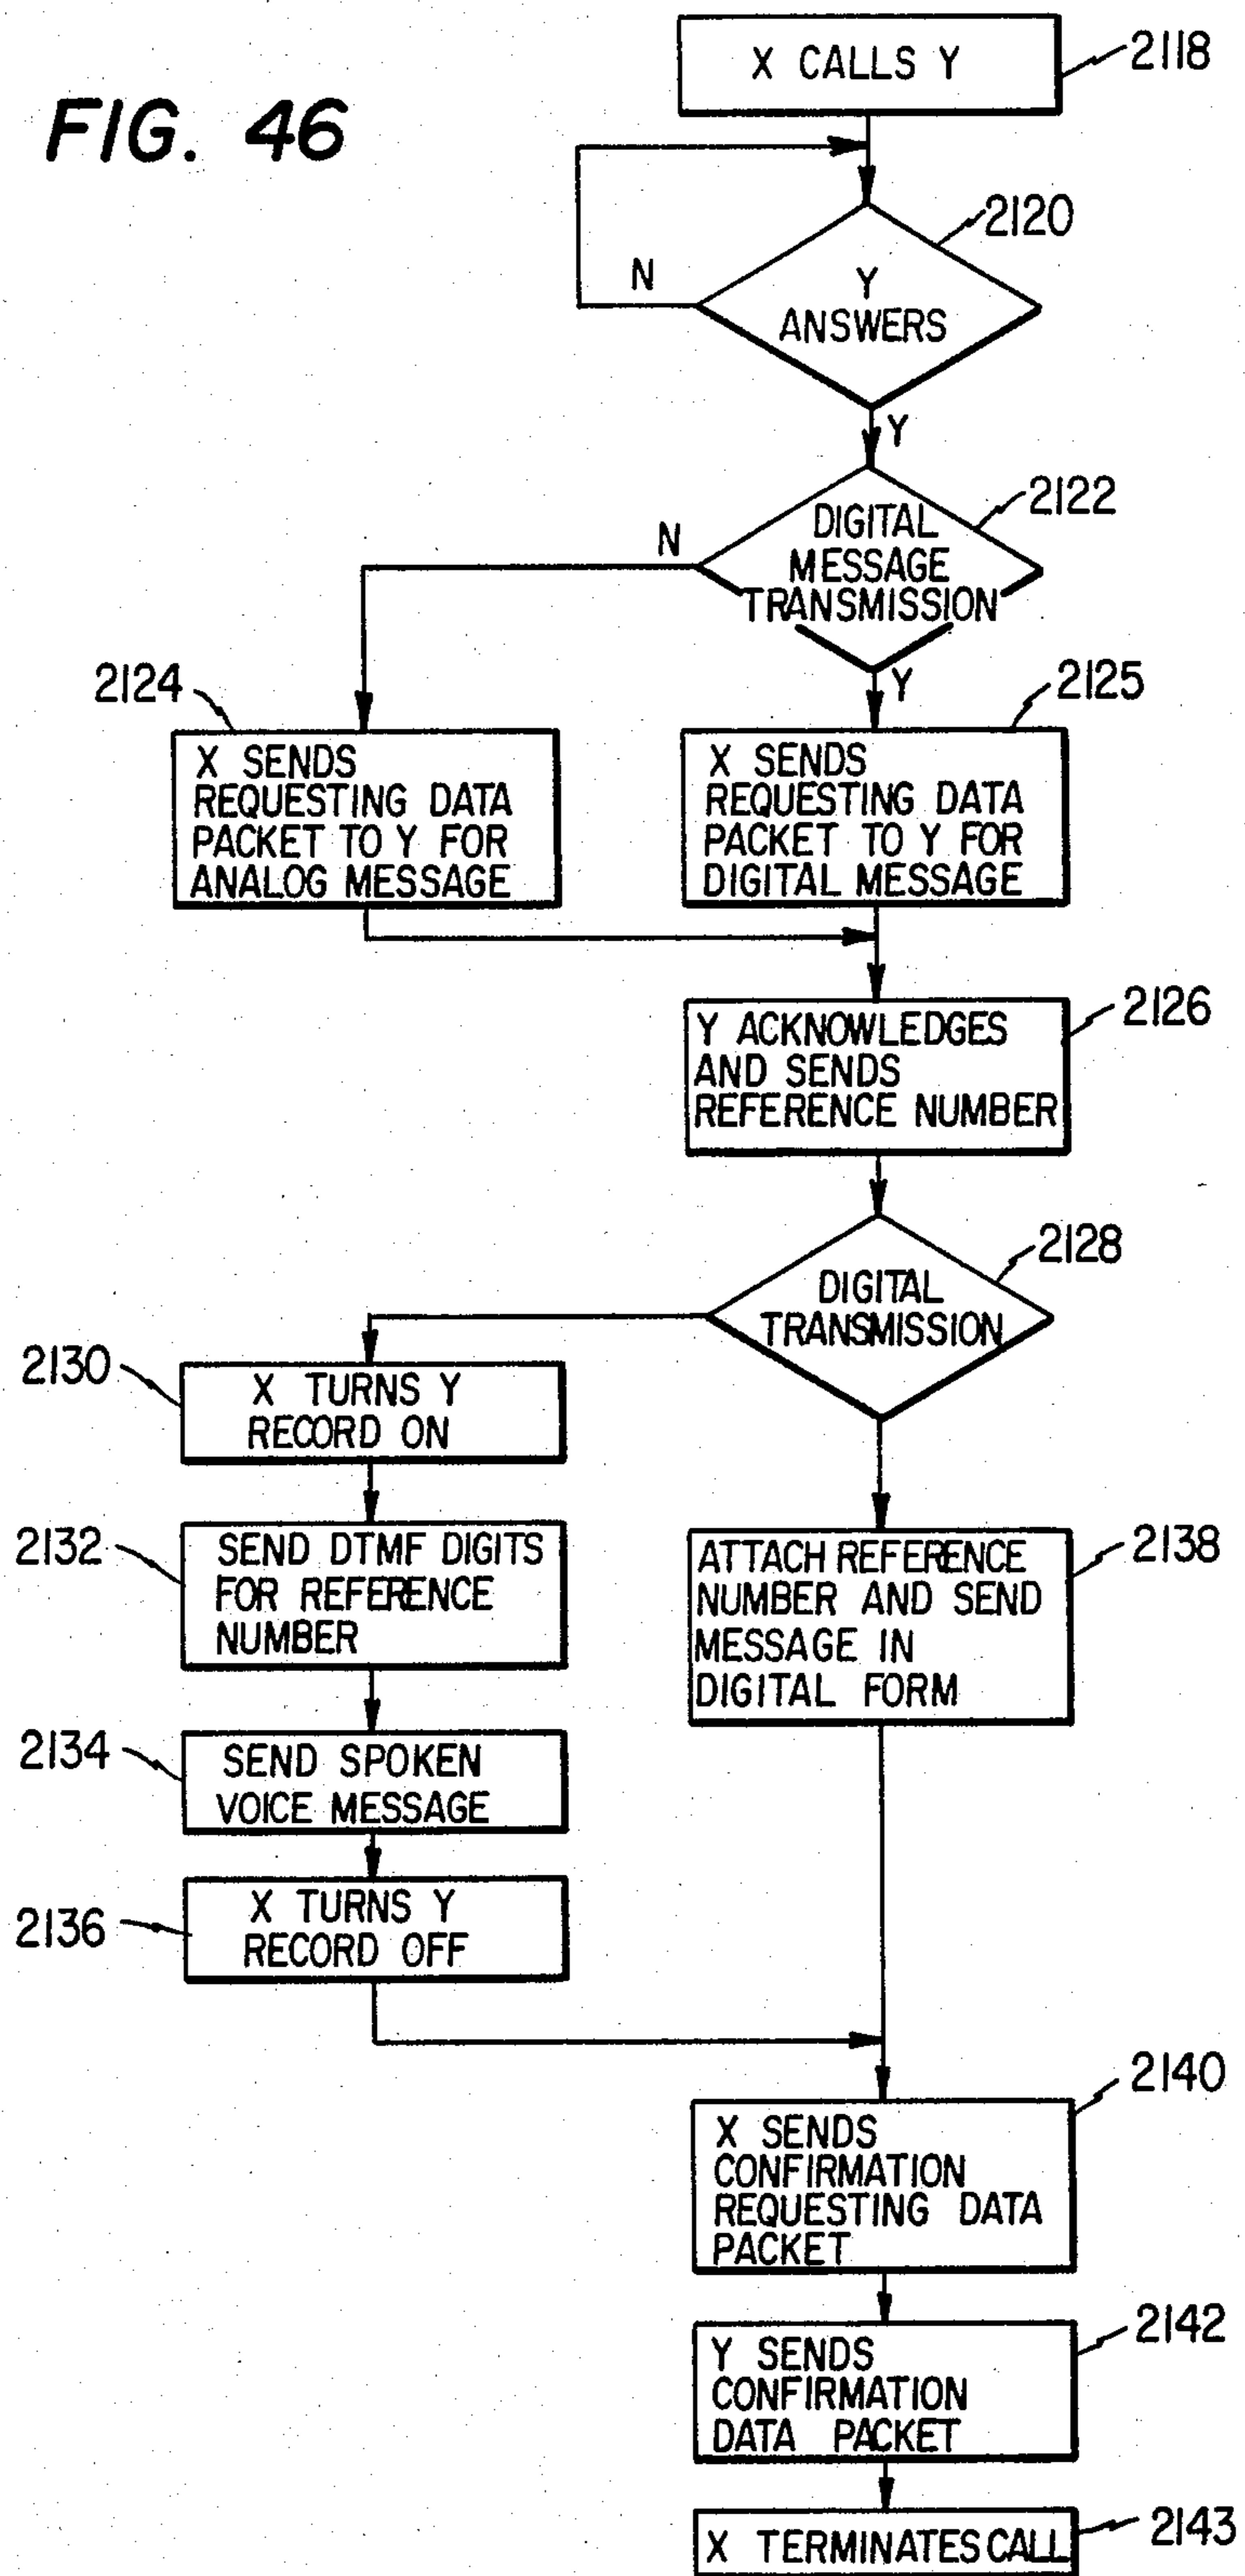 FIG. 46
X CALLS Y
2118
2120
N
Y
ANSWERS
Y
2122
N
DIGITAL
MESSAGE
TRANSMISSION
Y
2124
X SENDS
REQUESTING DATA
PACKET TO Y FOR
ANALOG MESSAGE
2125
X SENDS
REQUESTING DATA
PACKET TO Y FOR
DIGITAL MESSAGE
2126
Y ACKNOWLEDGES
AND SENDS
REFERENCE NUMBER
2128
DIGITAL
TRANSMISSION
2130
X TURNS Y
RECORD ON
2132
SEND DTMF DIGITS
FOR REFERENCE
NUMBER
2134
SEND SPOKEN
VOICE MESSAGE
2136
X TURNS Y
RECORD OFF
2138
ATTACH REFERENCE
NUMBER AND SEND
MESSAGE IN
DIGITAL FORM
2140
X SENDS
CONFIRMATION
REQUESTING DATA
PACKET
2142
Y SENDS
CONFIRMATION
DATA PACKET
X TERMINATES CALL
2143